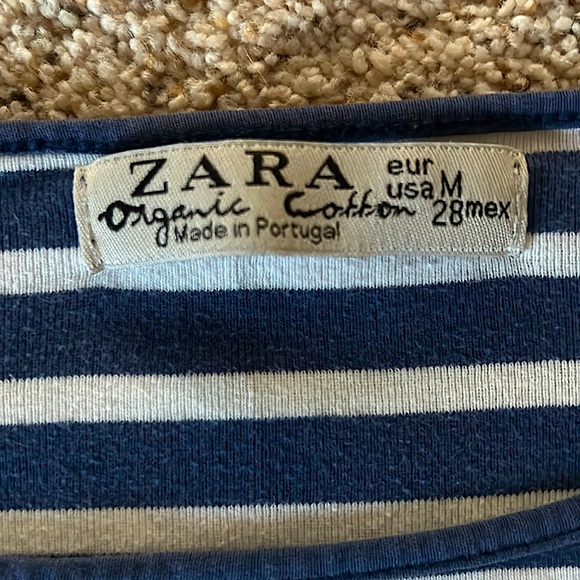 ZARA eur
usa M
Organic Cotton 28mex
Made in Portugal